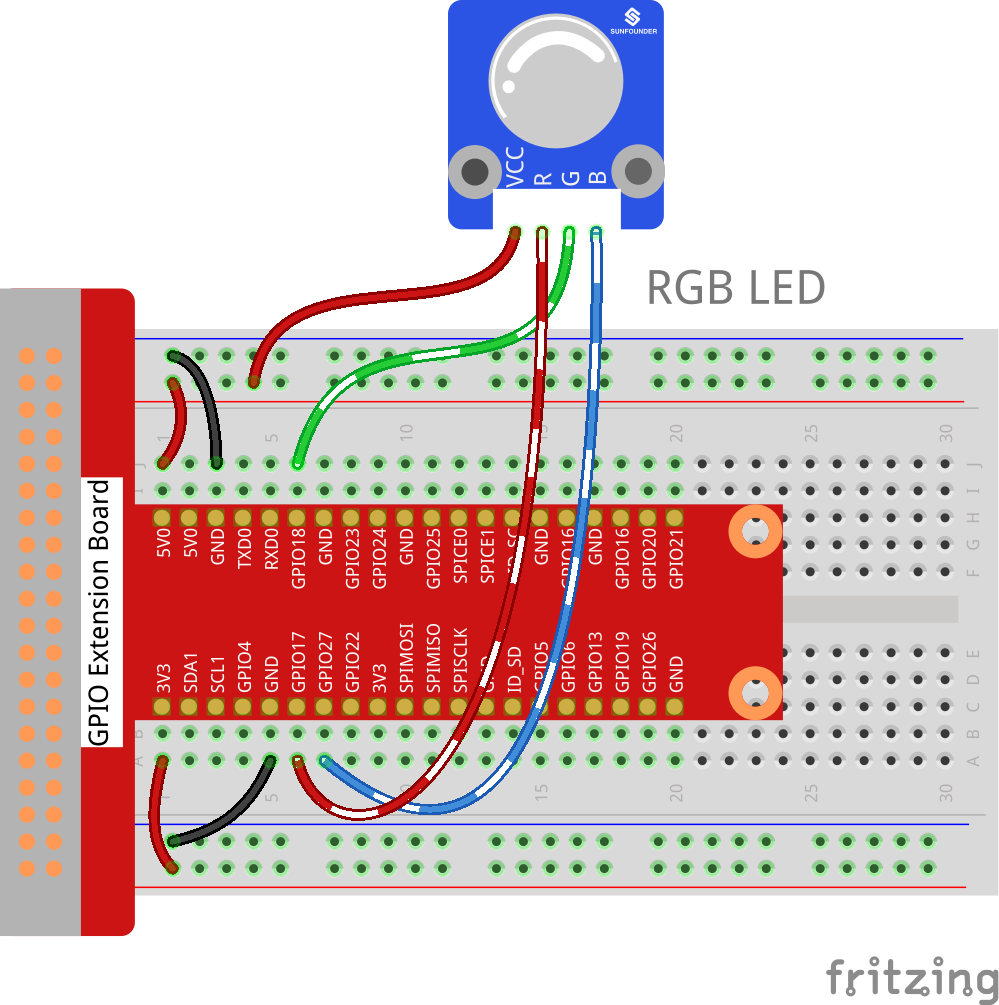 SUNFOUNDER
VCC
R
G
B
RGB LED
1
5
10
15
20
25
30
J
I
H
G
F
5V0
5V0
GND
TXD0
RXD0
GPIO18
GND
GPIO23
GPIO24
GND
GPIO25
SPICE0
SPICE1
GND
GPIO16
GND
GPIO16
GPIO20
GPIO21
GPIO Extension Board
3V3
SDA1
SCL1
GPIO4
GND
GPIO17
GPIO27
GPIO22
3V3
SPIMOSI
SPIMISO
SPISCLK
ID_SD
GPIO5
GPIO6
GPIO13
GPIO19
GPIO26
GND
E
D
C
B
A
B
A
1
5
15
20
25
30
fritzing